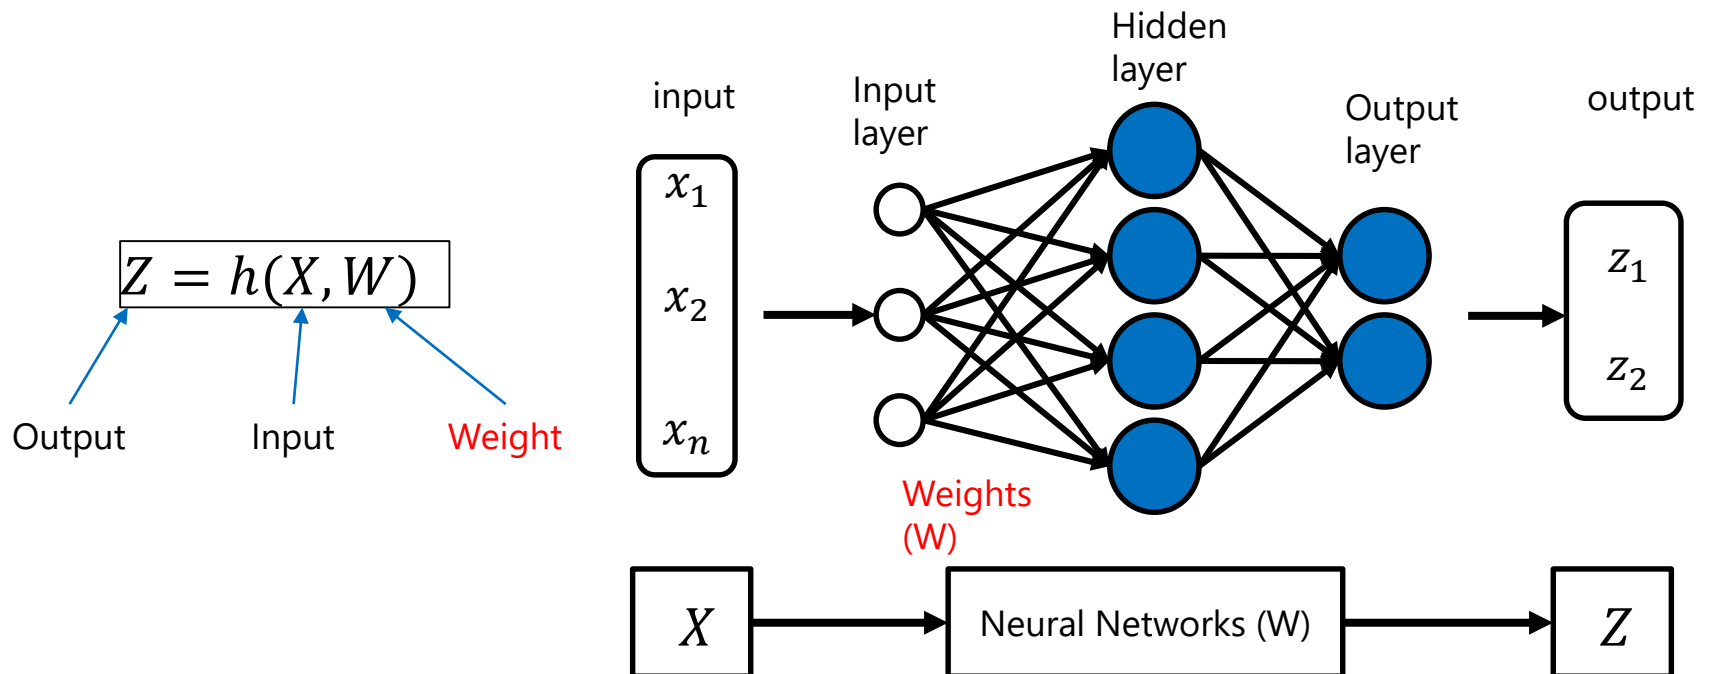 Z = h(X,W)
Output
Input
Weight
input
x₁
x₂
xₙ
Input
layer
Hidden
layer
Output
layer
output
z₁
z₂
Weights
(W)
X
Neural Networks (W)
Z